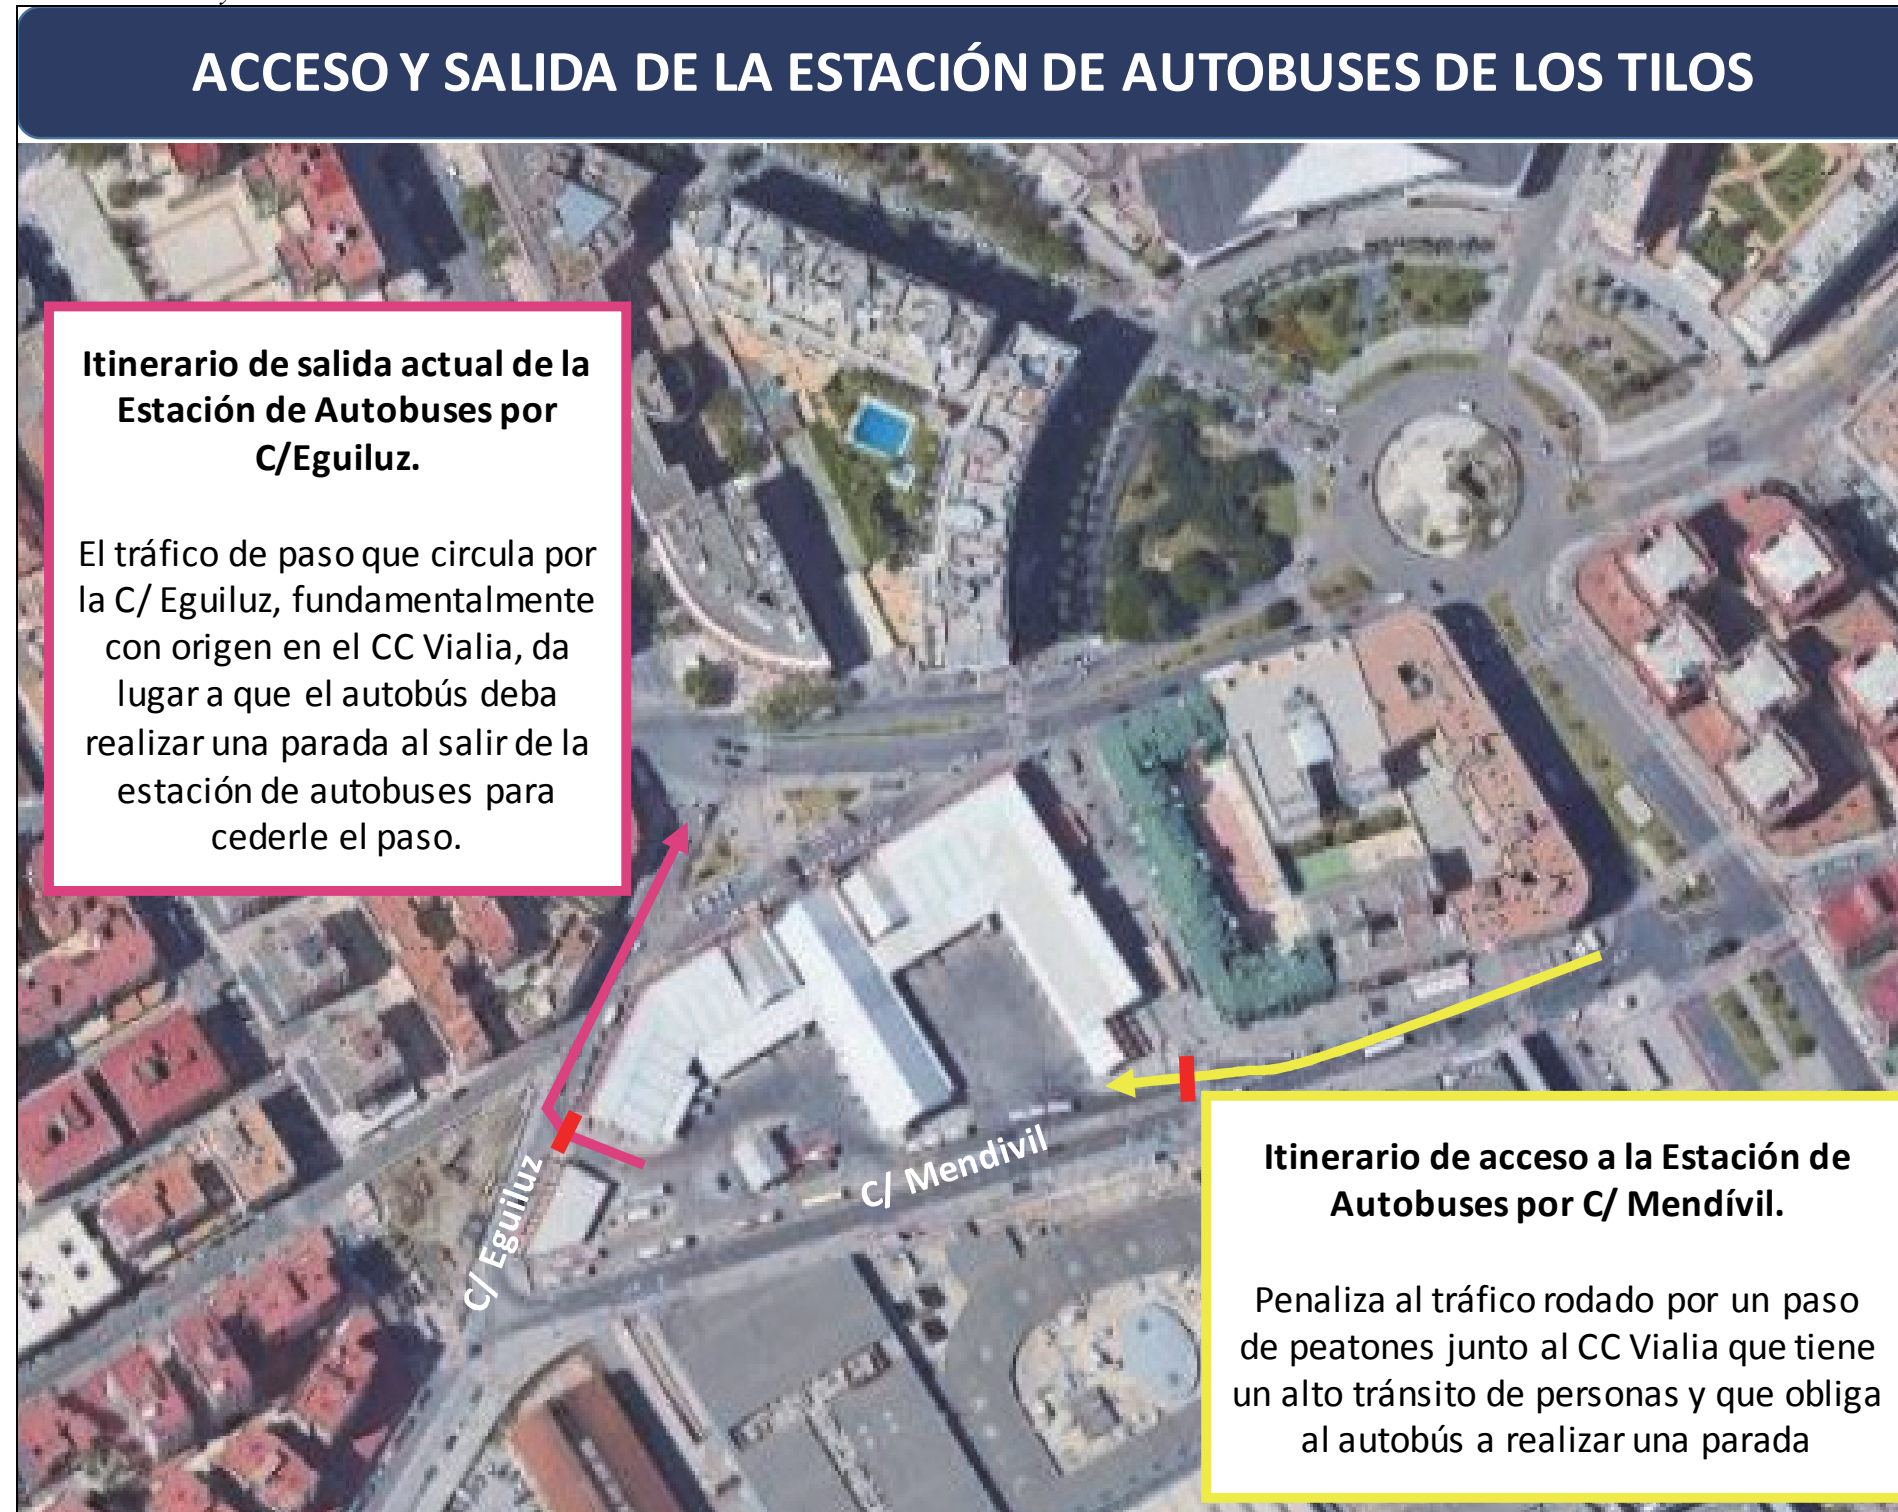 ACCESO Y SALIDA DE LA ESTACIÓN DE AUTOBUSES DE LOS TILOS
Itinerario de salida actual de la
Estación de Autobuses por
C/Eguiluz.
El tráfico de paso que circula por
la C/ Eguiluz, fundamentalmente
con origen en el CC Vialia, da
lugar a que el autobús deba
realizar una parada al salir de la
estación de autobuses para
cederle el paso.
C/ Eguiluz
C/ Mendivil
Itinerario de acceso a la Estación de
Autobuses por C/ Mendívil.
Penaliza al tráfico rodado por un paso
de peatones junto al CC Vialia que tiene
un alto tránsito de personas y que obliga
al autobús a realizar una parada